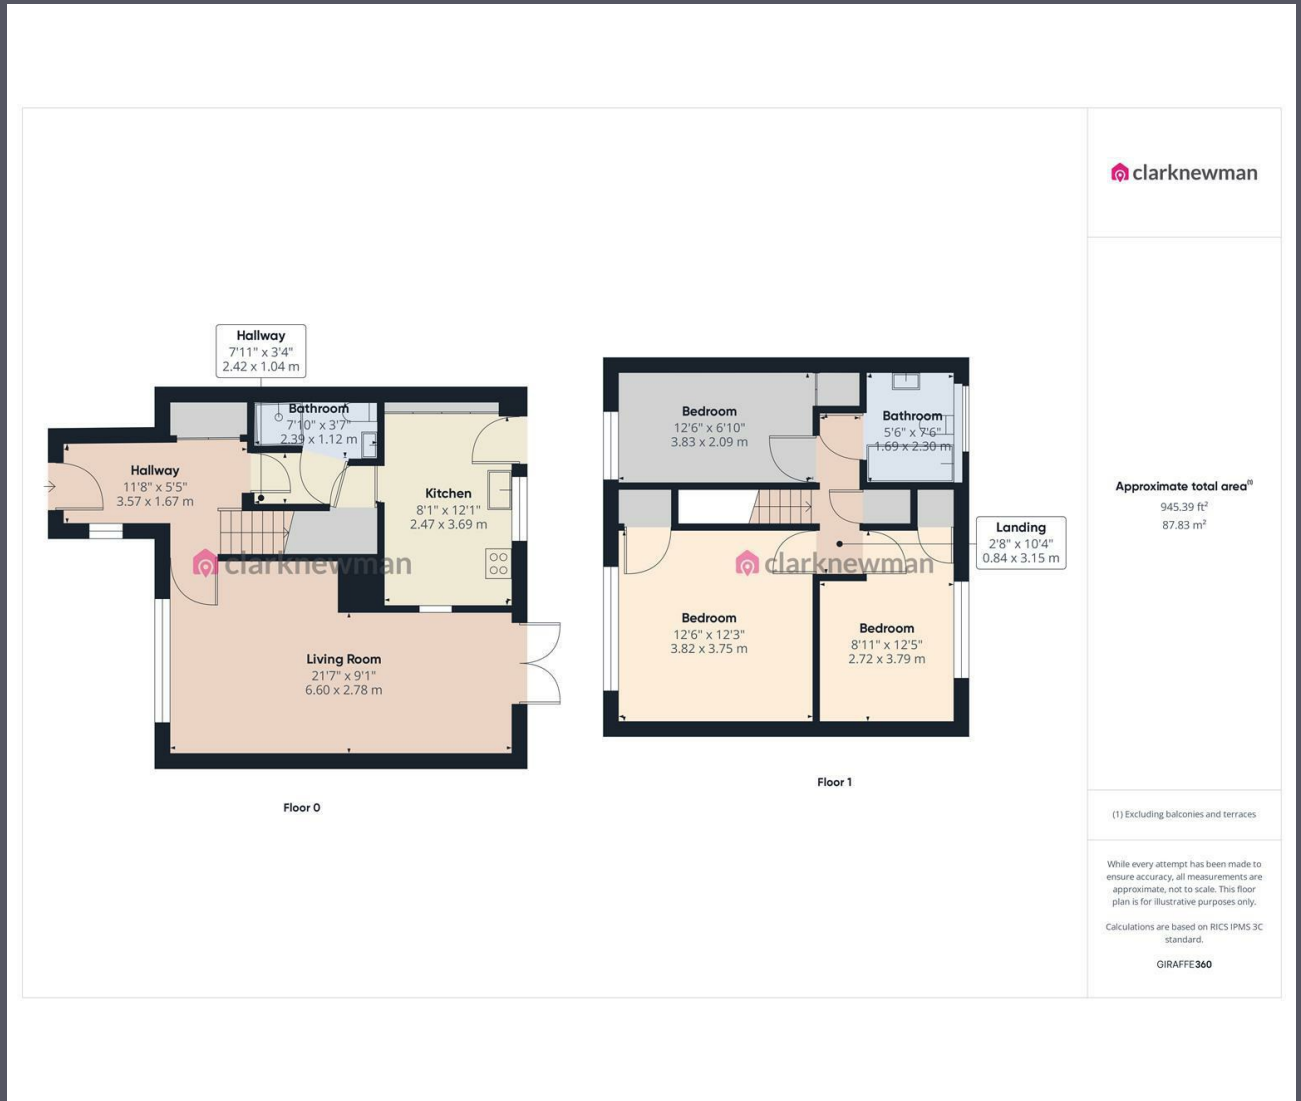 clarknewman
Hallway
7'11" x 3'4"
2.42 x 1.04 m
Bathroom
7'10" x 3'7"
2.39 x 1.12 m
Hallway
11'8" x 5'5"
3.57 x 1.67 m
Kitchen
8'1" x 12'1"
2.47 x 3.69 m
clarknewman
Living Room
21'7" x 9'1"
6.60 x 2.78 m
Floor 0
Bedroom
12'6" x 6'10"
3.83 x 2.09 m
Bathroom
5'6" x 7'6"
1.69 x 2.30 m
Landing
2'8" x 10'4"
0.84 x 3.15 m
clarknewman
Bedroom
12'6" x 12'3"
3.82 x 3.75 m
Bedroom
8'11" x 12'5"
2.72 x 3.79 m
Floor 1
Approximate total area⁽¹⁾
945.39 ft²
87.83 m²
(1) Excluding balconies and terraces
While every attempt has been made to
ensure accuracy, all measurements are
approximate, not to scale. This floor
plan is for illustrative purposes only.
Calculations are based on RICS IPMS 3C
standard.
GIRAFFE360